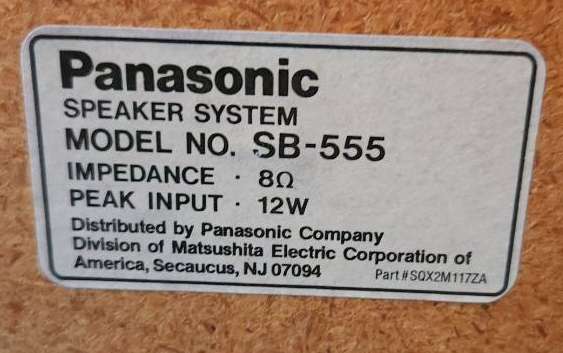 Panasonic
SPEAKER SYSTEM
MODEL NO. SB-555
IMPEDANCE · 8Ω
PEAK INPUT · 12W
Distributed by Panasonic Company
Division of Matsushita Electric Corporation of
America, Secaucus, NJ 07094 Part#SQX2M117ZA